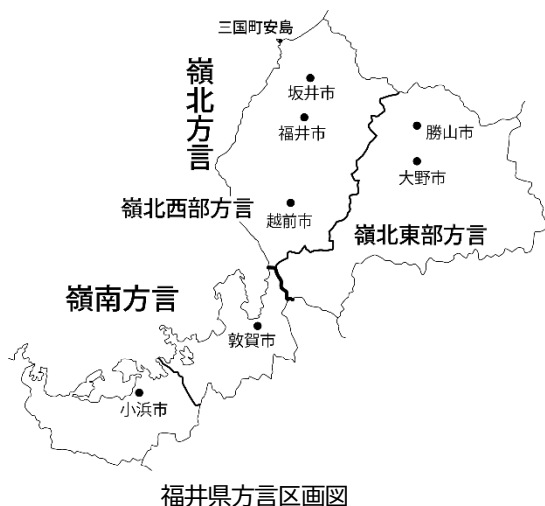 三国町安島
嶺北方言
坂井市
福井市
勝山市
大野市
嶺北西部方言
越前市
嶺北東部方言
嶺南方言
敦賀市
小浜市
福井県方言区画図